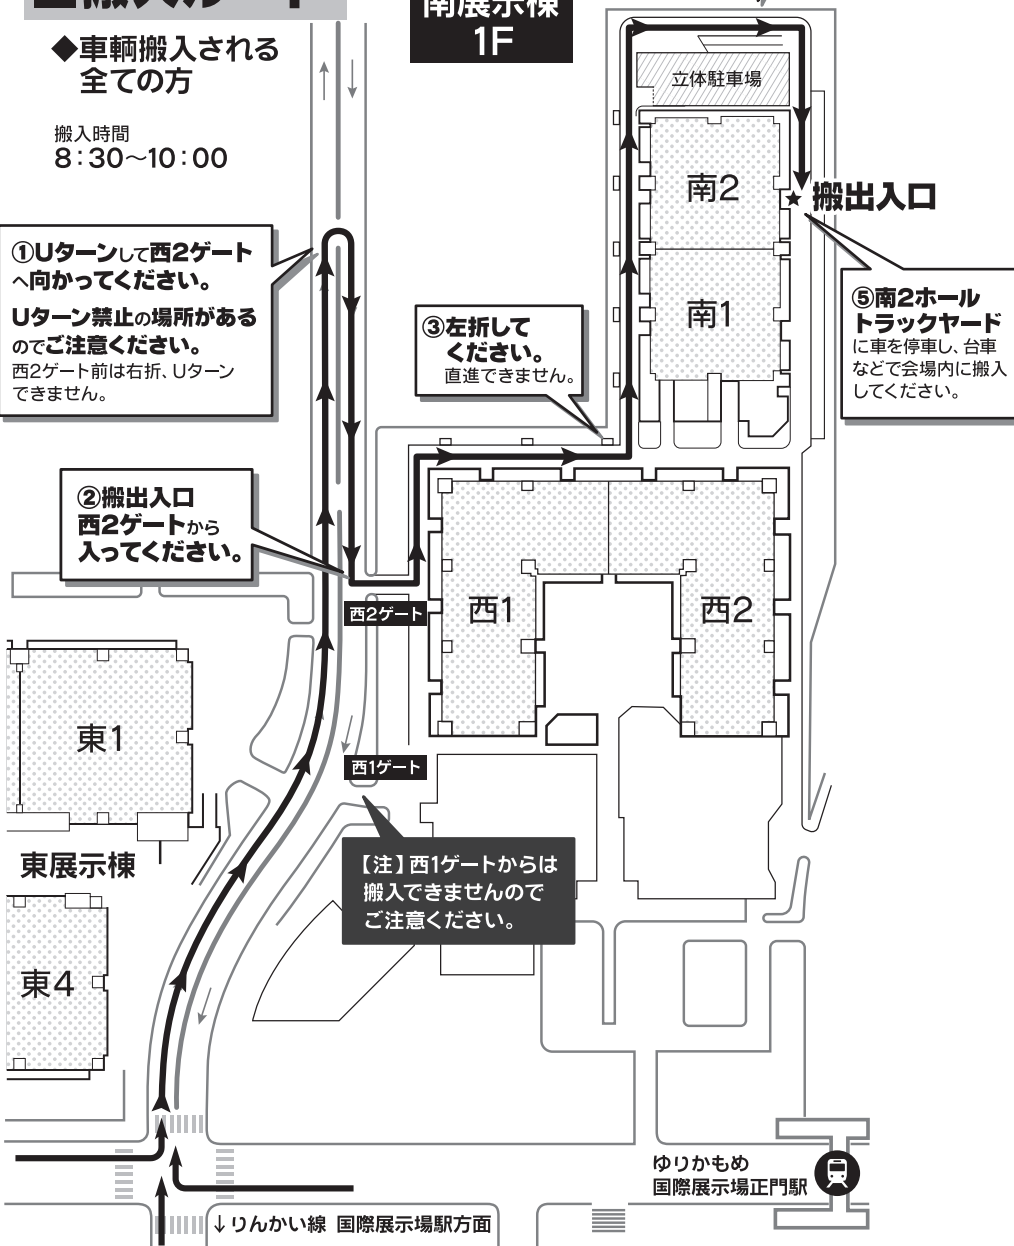 搬入ルート
◆車輌搬入される
全ての方
搬入時間
8：30〜10：00
南展示棟
1F
立体駐車場
南2
搬出入口
南1
①Uターンして西2ゲート
へ向かってください。
Uターン禁止の場所がある
のでご注意ください。
西2ゲート前は右折、Uターン
できません。
③左折して
ください。
直進できません。
⑤南2ホール
トラックヤード
に車を停車し、台車
などで会場内に搬入
してください。
②搬出入口
西2ゲートから
入ってください。
西2ゲート
西1
西2
東1
西1ゲート
東展示棟
【注】西1ゲートからは
搬入できませんので
ご注意ください。
東4
ゆりかもめ
国際展示場正門駅
↓りんかい線 国際展示場駅方面